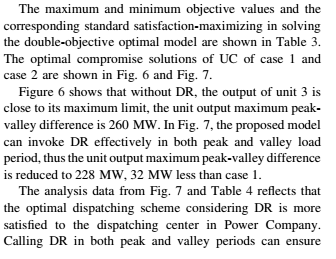 The maximum and minimum objective values and the
corresponding standard satisfaction-maximizing in solving
the double-objective optimal model are shown in Table 3.
The optimal compromise solutions of UC of case 1 and
case 2 are shown in Fig. 6 and Fig. 7.
Figure 6 shows that without DR, the output of unit 3 is
close to its maximum limit, the unit output maximum peak-
valley difference is 260 MW. In Fig. 7, the proposed model
can invoke DR effectively in both peak and valley load
period, thus the unit output maximum peak-valley difference
is reduced to 228 MW, 32 MW less than case 1.
The analysis data from Fig. 7 and Table 4 reflects that
the optimal dispatching scheme considering DR is more
satisfied to the dispatching center in Power Company.
Calling DR in both peak and valley periods can ensure